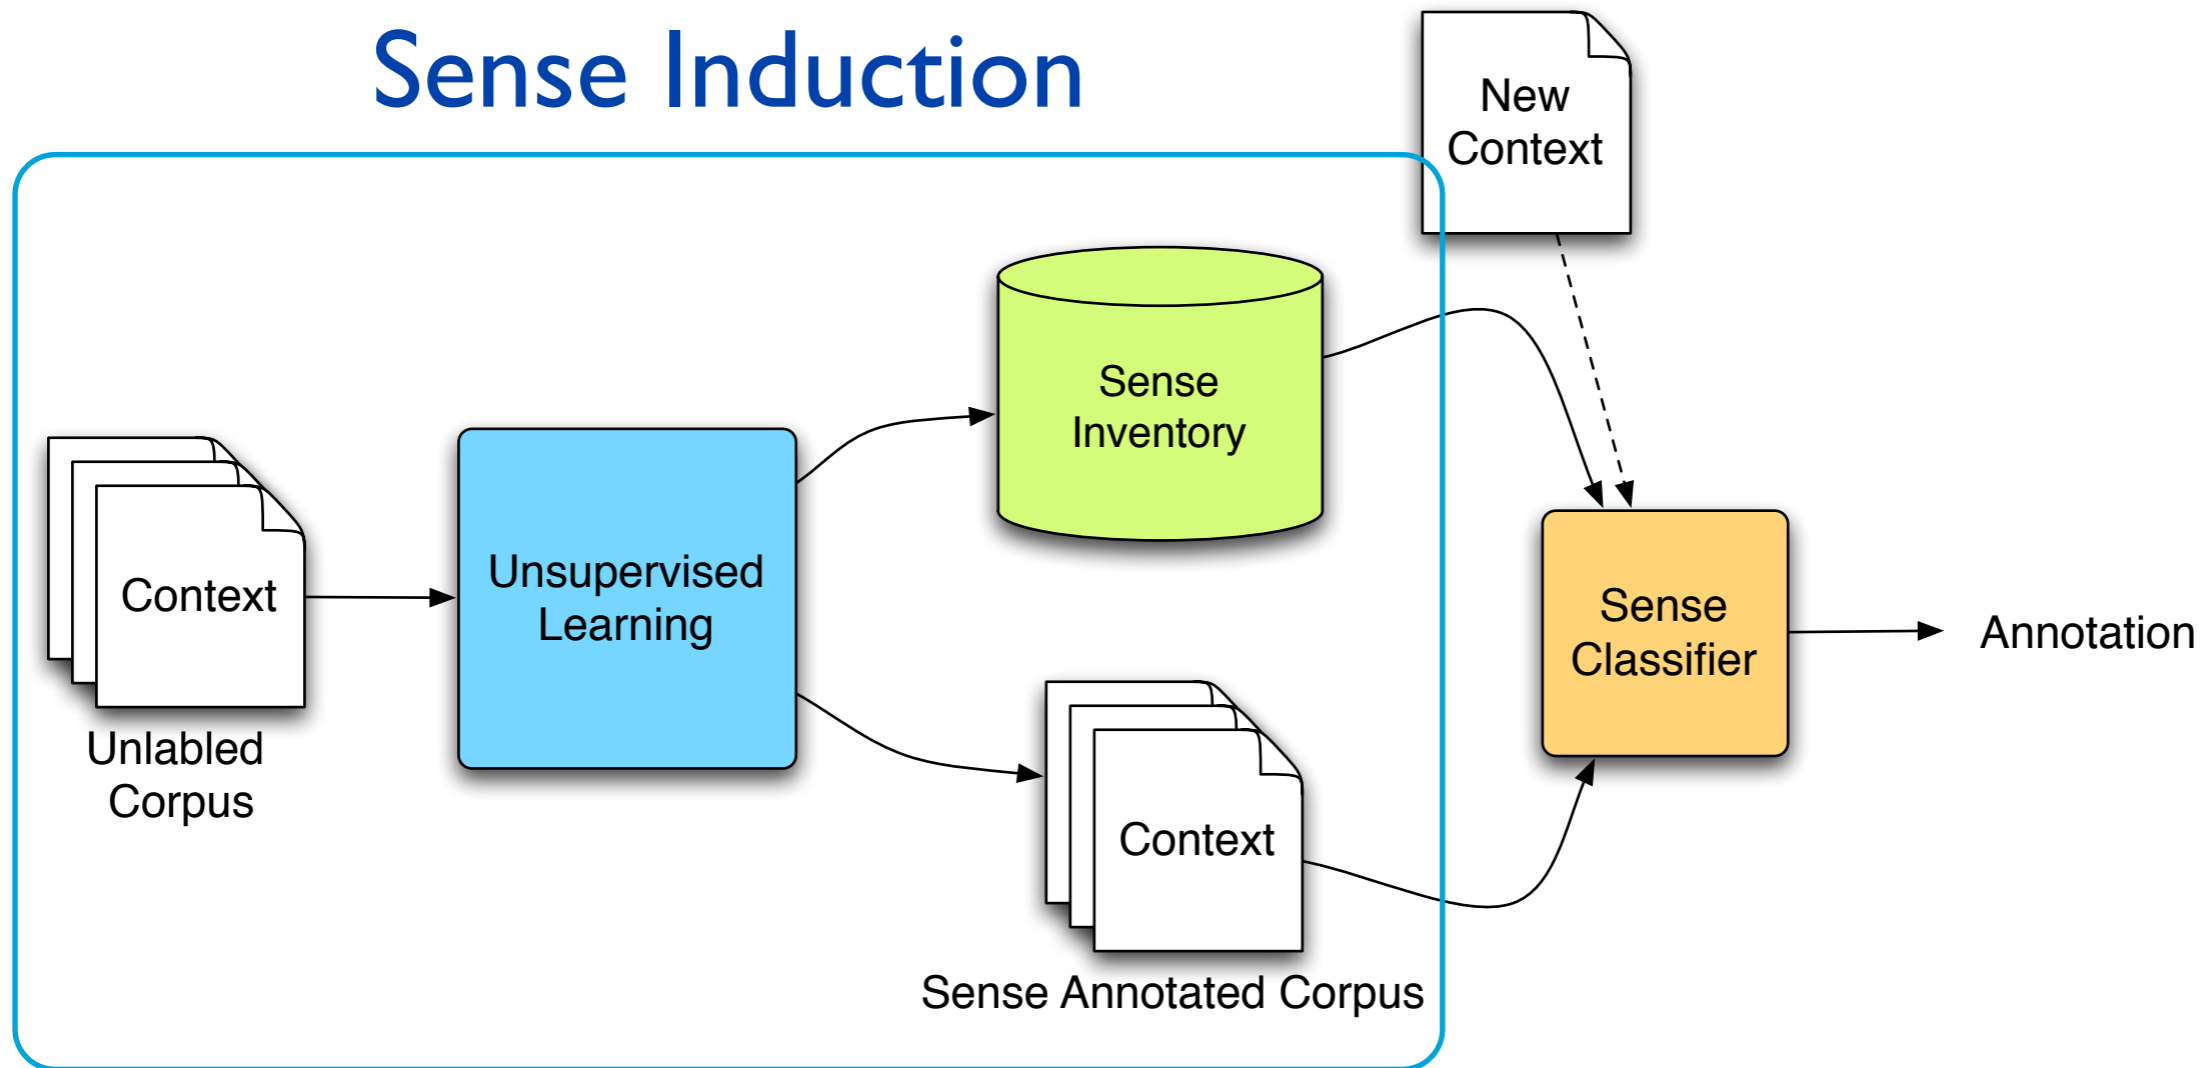 Sense Induction
New
Context
Sense
Inventory
Context
Unlabled
Corpus
Unsupervised
Learning
Context
Sense Annotated Corpus
Sense
Classifier
Annotation